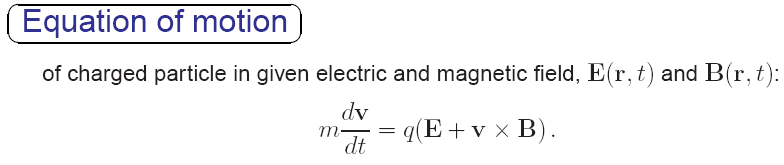 Equation of motion
of charged particle in given electric and magnetic field, E(r, t) and B(r, t):
m dv/dt = q(E + v × B).